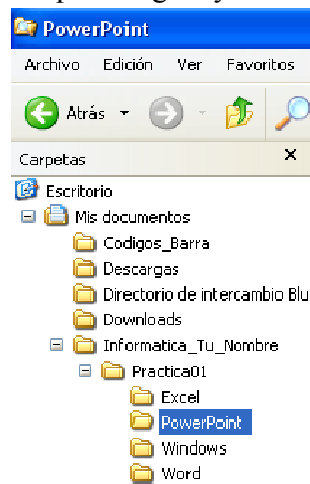 PowerPoint
Archivo Edición Ver Favoritos
Atrás
Carpetas
Escritorio
Mis documentos
Codigos_Barra
Descargas
Directorio de intercambio Blu
Downloads
Informatica_Tu_Nombre
Practica01
Excel
PowerPoint
Windows
Word